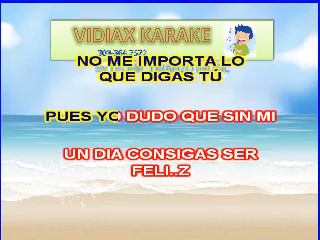 VIDIAX KARAKE
NO ME IMPORTA LO
QUE DIGAS TÚ
PUES YO DUDO QUE SIN MI
UN DIA CONSIGAS SER
FELI..Z